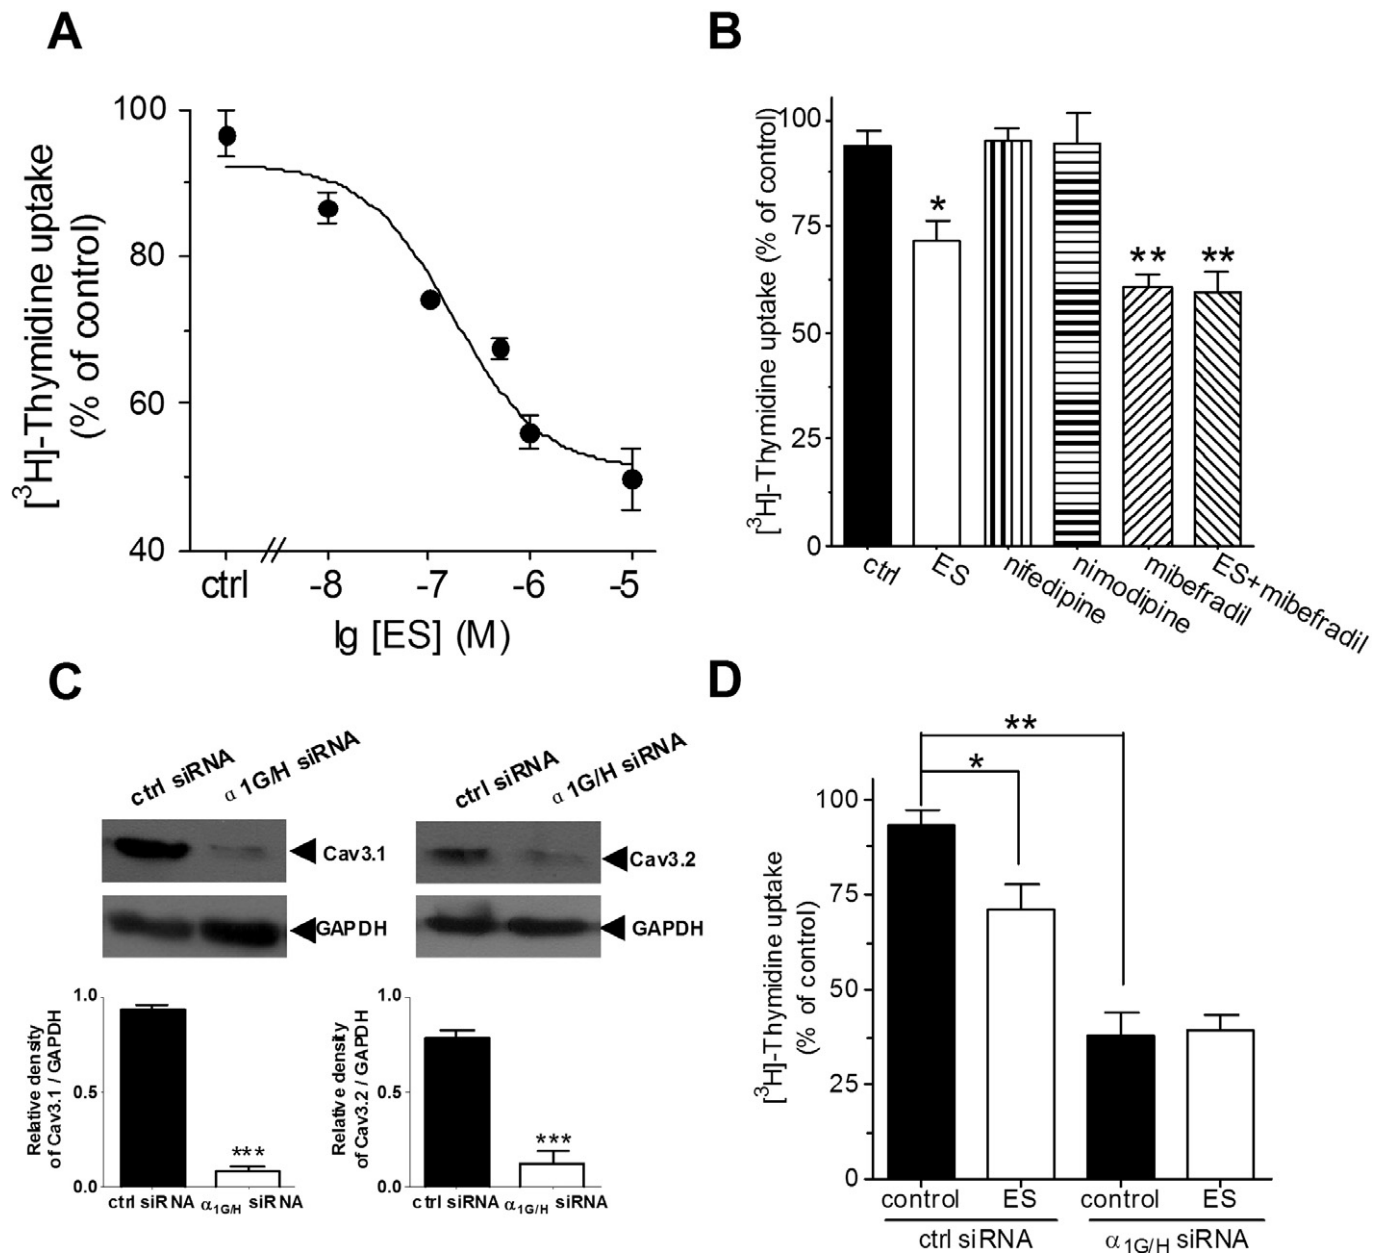 A
[³H]-Thymidine uptake
(% of control)
100
80
60
40
ctrl
-8
-7
-6
-5
lg [ES] (M)
B
[³H]-Thymidine uptake (% of control)
100
75
50
25
0
*
**
**
ctrl
ES
nifedipine
nimodipine
mibefradil
ES+mibefradil
C
ctrl siRNA
α 1G/H siRNA
Cav3.1
GAPDH
Relative density
of Cav3.1 / GAPDH
1.0
0.5
0.0
***
ctrl siRNA
α1G/H siRNA
ctrl siRNA
α 1G/H siRNA
Cav3.2
GAPDH
Relative density
of Cav3.2 / GAPDH
1.0
0.5
0.0
***
ctrl siRNA
α1G/H siRNA
D
[³H]-Thymidine uptake
(% of control)
100
75
50
25
0
**
*
control
ES
control
ES
ctrl siRNA
α1G/H siRNA